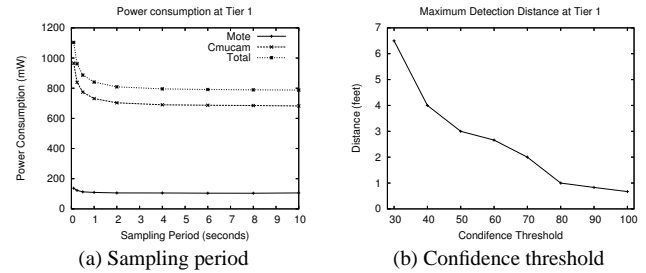 Power consumption at Tier 1
Power Consumption (mW)
1200
1000
800
600
400
200
0
0 1 2 3 4 5 6 7 8 9 10
Sampling Period (seconds)
Mote
Cmucam
Total
(a) Sampling period
Maximum Detection Distance at Tier 1
Distance (feet)
7
6
5
4
3
2
1
0
30 40 50 60 70 80 90 100
Condifence Threshold
(b) Confidence threshold